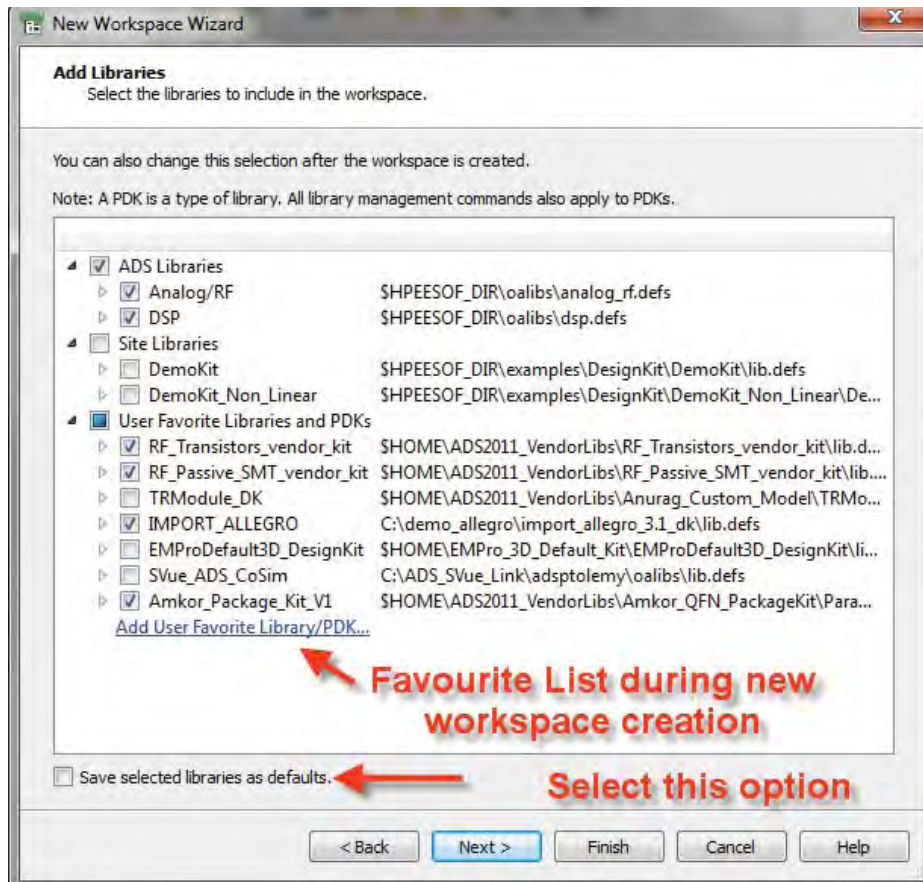 New Workspace Wizard
Add Libraries
Select the libraries to include in the workspace.
You can also change this selection after the workspace is created.
Note: A PDK is a type of library. All library management commands also apply to PDKs.
ADS Libraries
Analog/RF $HPEESOF_DIR\oalibs\analog_rf.defs
DSP $HPEESOF_DIR\oalibs\dsp.defs
Site Libraries
DemoKit $HPEESOF_DIR\examples\DesignKit\DemoKit\lib.defs
DemoKit_Non_Linear $HPEESOF_DIR\examples\DesignKit\DemoKit_Non_Linear\De...
User Favorite Libraries and PDKs
RF_Transistors_vendor_kit $HOME\ADS2011_VendorLibs\RF_Transistors_vendor_kit\lib.d...
RF_Passive_SMT_vendor_kit $HOME\ADS2011_VendorLibs\RF_Passive_SMT_vendor_kit\lib....
TRModule_DK $HOME\ADS2011_VendorLibs\Anurag_Custom_Model\TRMo...
IMPORT_ALLEGRO C:\demo_allegro\import_allegro_3.1_dk\lib.defs
EMProDefault3D_DesignKit $HOME\EMPro_3D_Default_Kit\EMProDefault3D_DesignKit\li...
SVue_ADS_CoSim C:\ADS_SVue_Link\adsptolemy\oalibs\lib.defs
Amkor_Package_Kit_V1 $HOME\ADS2011_VendorLibs\Amkor_QFN_PackageKit\Para...
Add User Favorite Library/PDK...
Favourite List during new
workspace creation
Save selected libraries as defaults.
Select this option
< Back Next > Finish Cancel Help